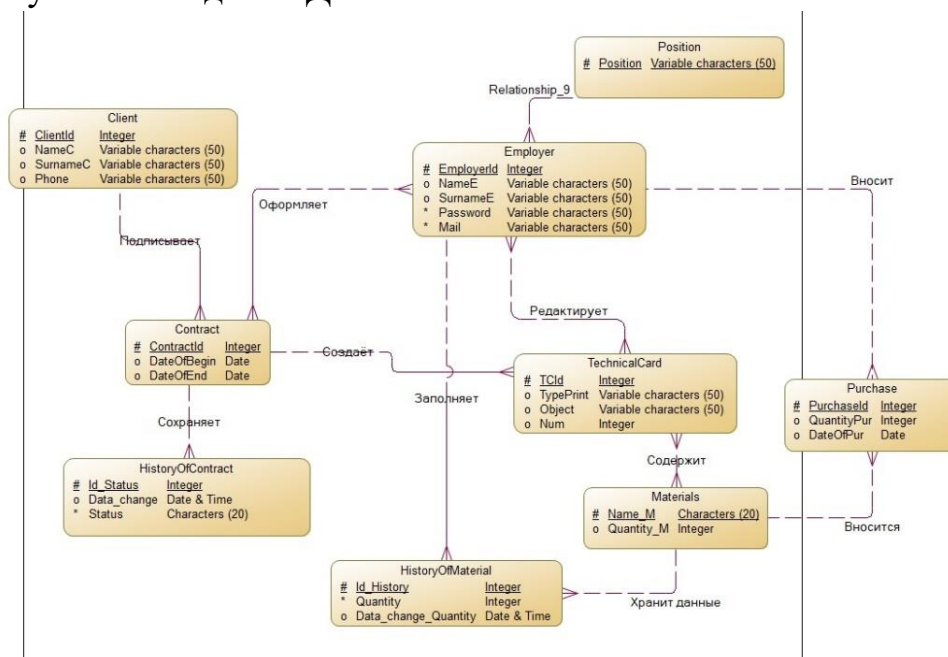 Position
# Position Variable characters (50)
Relationship_9
Client
# ClientId Integer
o NameC Variable characters (50)
o SurnameC Variable characters (50)
o Phone Variable characters (50)
Employer
# EmployerId Integer
o NameE Variable characters (50)
o SurnameE Variable characters (50)
* Password Variable characters (50)
* Mail Variable characters (50)
Вносит
Оформляет
Подписывает
Редактирует
Contract
# ContractId Integer
o DateOfBegin Date
o DateOfEnd Date
Создаёт
TechnicalCard
# TCId Integer
o TypePrint Variable characters (50)
o Object Variable characters (50)
o Num Integer
Purchase
# PurchaseId Integer
o QuantityPur Integer
o DateOfPur Date
Заполняет
Сохраняет
Содержит
HistoryOfContract
# Id_Status Integer
o Data_change Date & Time
* Status Characters (20)
Materials
# Name_M Characters (20)
o Quantity_M Integer
Вносится
HistoryOfMaterial
# Id_History Integer
* Quantity Integer
o Data_change_Quantity Date & Time
Хранит данные